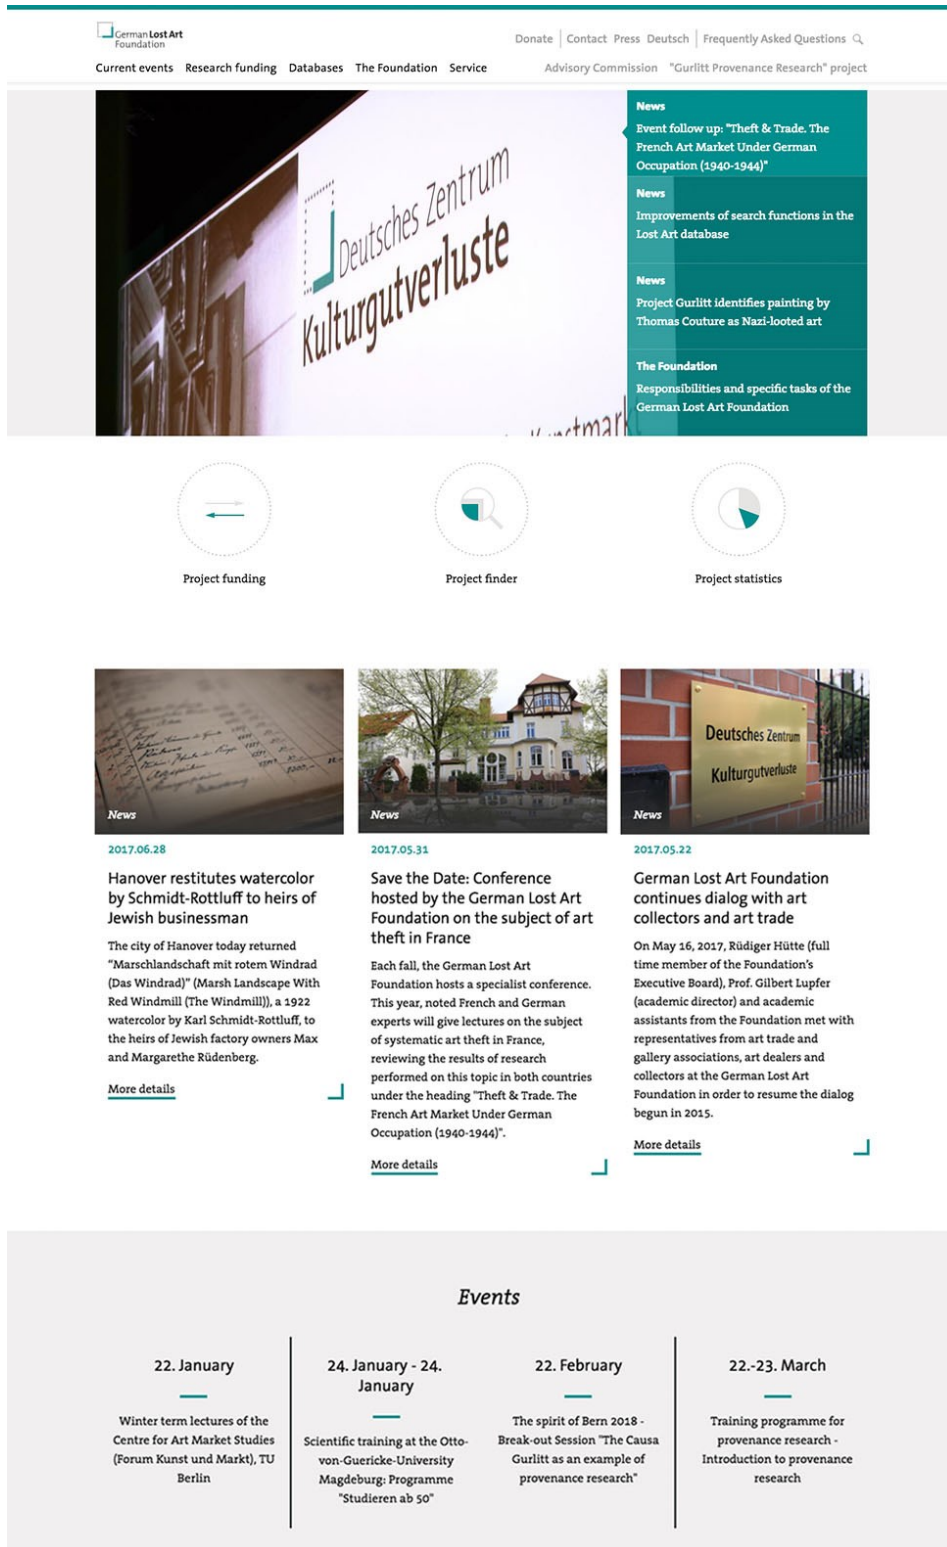 German Lost Art
Foundation
Donate
Contact Press Deutsch
Frequently Asked Questions
Current events Research funding Databases The Foundation Service
Advisory Commission "Gurlitt Provenance Research" project
Deutsches Zentrum
Kulturgutverluste
News
Event follow up: "Theft & Trade. The
French Art Market Under German
Occupation (1940-1944)"
News
Improvements of search functions in the
Lost Art database
News
Project Gurlitt identifies painting by
Thomas Couture as Nazi-looted art
The Foundation
Responsibilities and specific tasks of the
German Lost Art Foundation
Project funding
Project finder
Project statistics
News
2017.06.28
Hanover restitutes watercolor
by Schmidt-Rottluff to heirs of
Jewish businessman
The city of Hanover today returned
“Marschlandschaft mit rotem Windrad
(Das Windrad)” (Marsh Landscape With
Red Windmill (The Windmill)), a 1922
watercolor by Karl Schmidt-Rottluff, to
the heirs of Jewish factory owners Max
and Margarethe Rüdenberg.
More details
News
2017.05.31
Save the Date: Conference
hosted by the German Lost Art
Foundation on the subject of art
theft in France
Each fall, the German Lost Art
Foundation hosts a specialist conference.
This year, noted French and German
experts will give lectures on the subject
of systematic art theft in France,
reviewing the results of research
performed on this topic in both countries
under the heading "Theft & Trade. The
French Art Market Under German
Occupation (1940-1944)".
More details
Deutsches Zentrum
Kulturgutverluste
News
2017.05.22
German Lost Art Foundation
continues dialog with art
collectors and art trade
On May 16, 2017, Rüdiger Hütte (full
time member of the Foundation’s
Executive Board), Prof. Gilbert Lupfer
(academic director) and academic
assistants from the Foundation met with
representatives from art trade and
gallery associations, art dealers and
collectors at the German Lost Art
Foundation in order to resume the dialog
begun in 2015.
More details
Events
22. January
Winter term lectures of the
Centre for Art Market Studies
(Forum Kunst und Markt), TU
Berlin
24. January - 24.
January
Scientific training at the Otto-
von-Guericke-University
Magdeburg: Programme
"Studieren ab 50"
22. February
The spirit of Bern 2018 -
Break-out Session "The Causa
Gurlitt as an example of
provenance research"
22.-23. March
Training programme for
provenance research -
Introduction to provenance
research